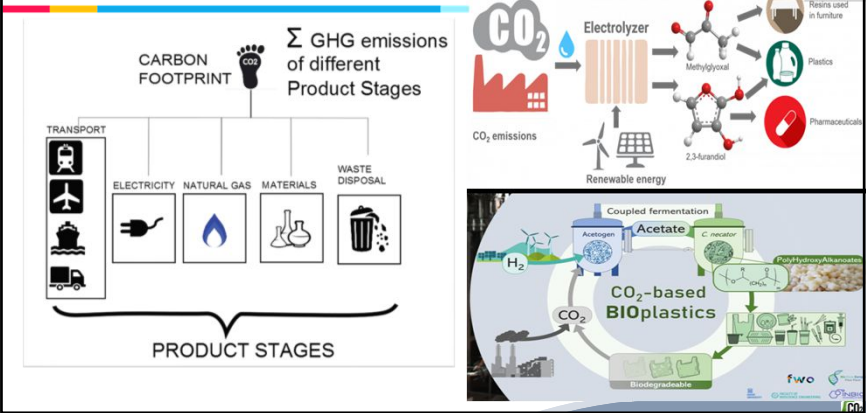 CARBON
FOOTPRINT
CO2
Σ GHG emissions
of different
Product Stages
TRANSPORT
ELECTRICITY
NATURAL GAS
MATERIALS
WASTE
DISPOSAL
PRODUCT STAGES
CO₂
CO₂ emissions
Electrolyzer
Renewable energy
Methylglyoxal
2,3-furandiol
Resins used
in furniture
Plastics
Pharmaceuticals
Coupled fermentation
Acetogen
Acetate
C. necator
H₂
PolyHydroxyAlkanoates
CO₂-based
BIOplastics
CO₂
Biodegradeable
fwo